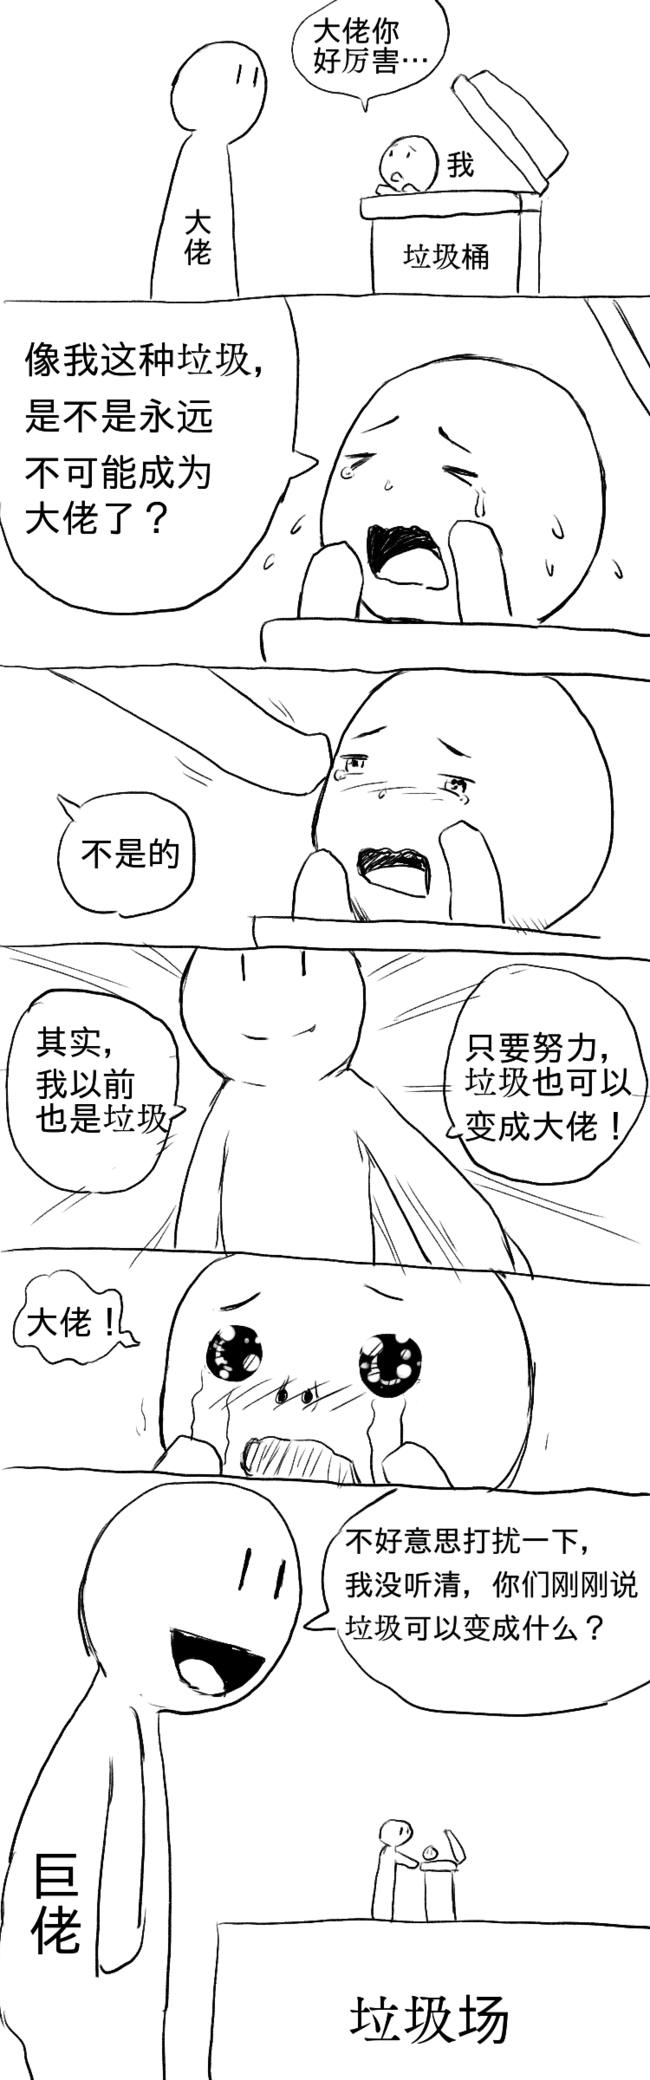 大佬你
好厉害…
我
大佬
垃圾桶
像我这种垃圾，
是不是永远
不可能成为
大佬了？
不是的
其实，
我以前
也是垃圾
只要努力，
垃圾也可以
变成大佬！
大佬！
不好意思打扰一下，
我没听清，你们刚刚说
垃圾可以变成什么？
巨佬
垃圾场